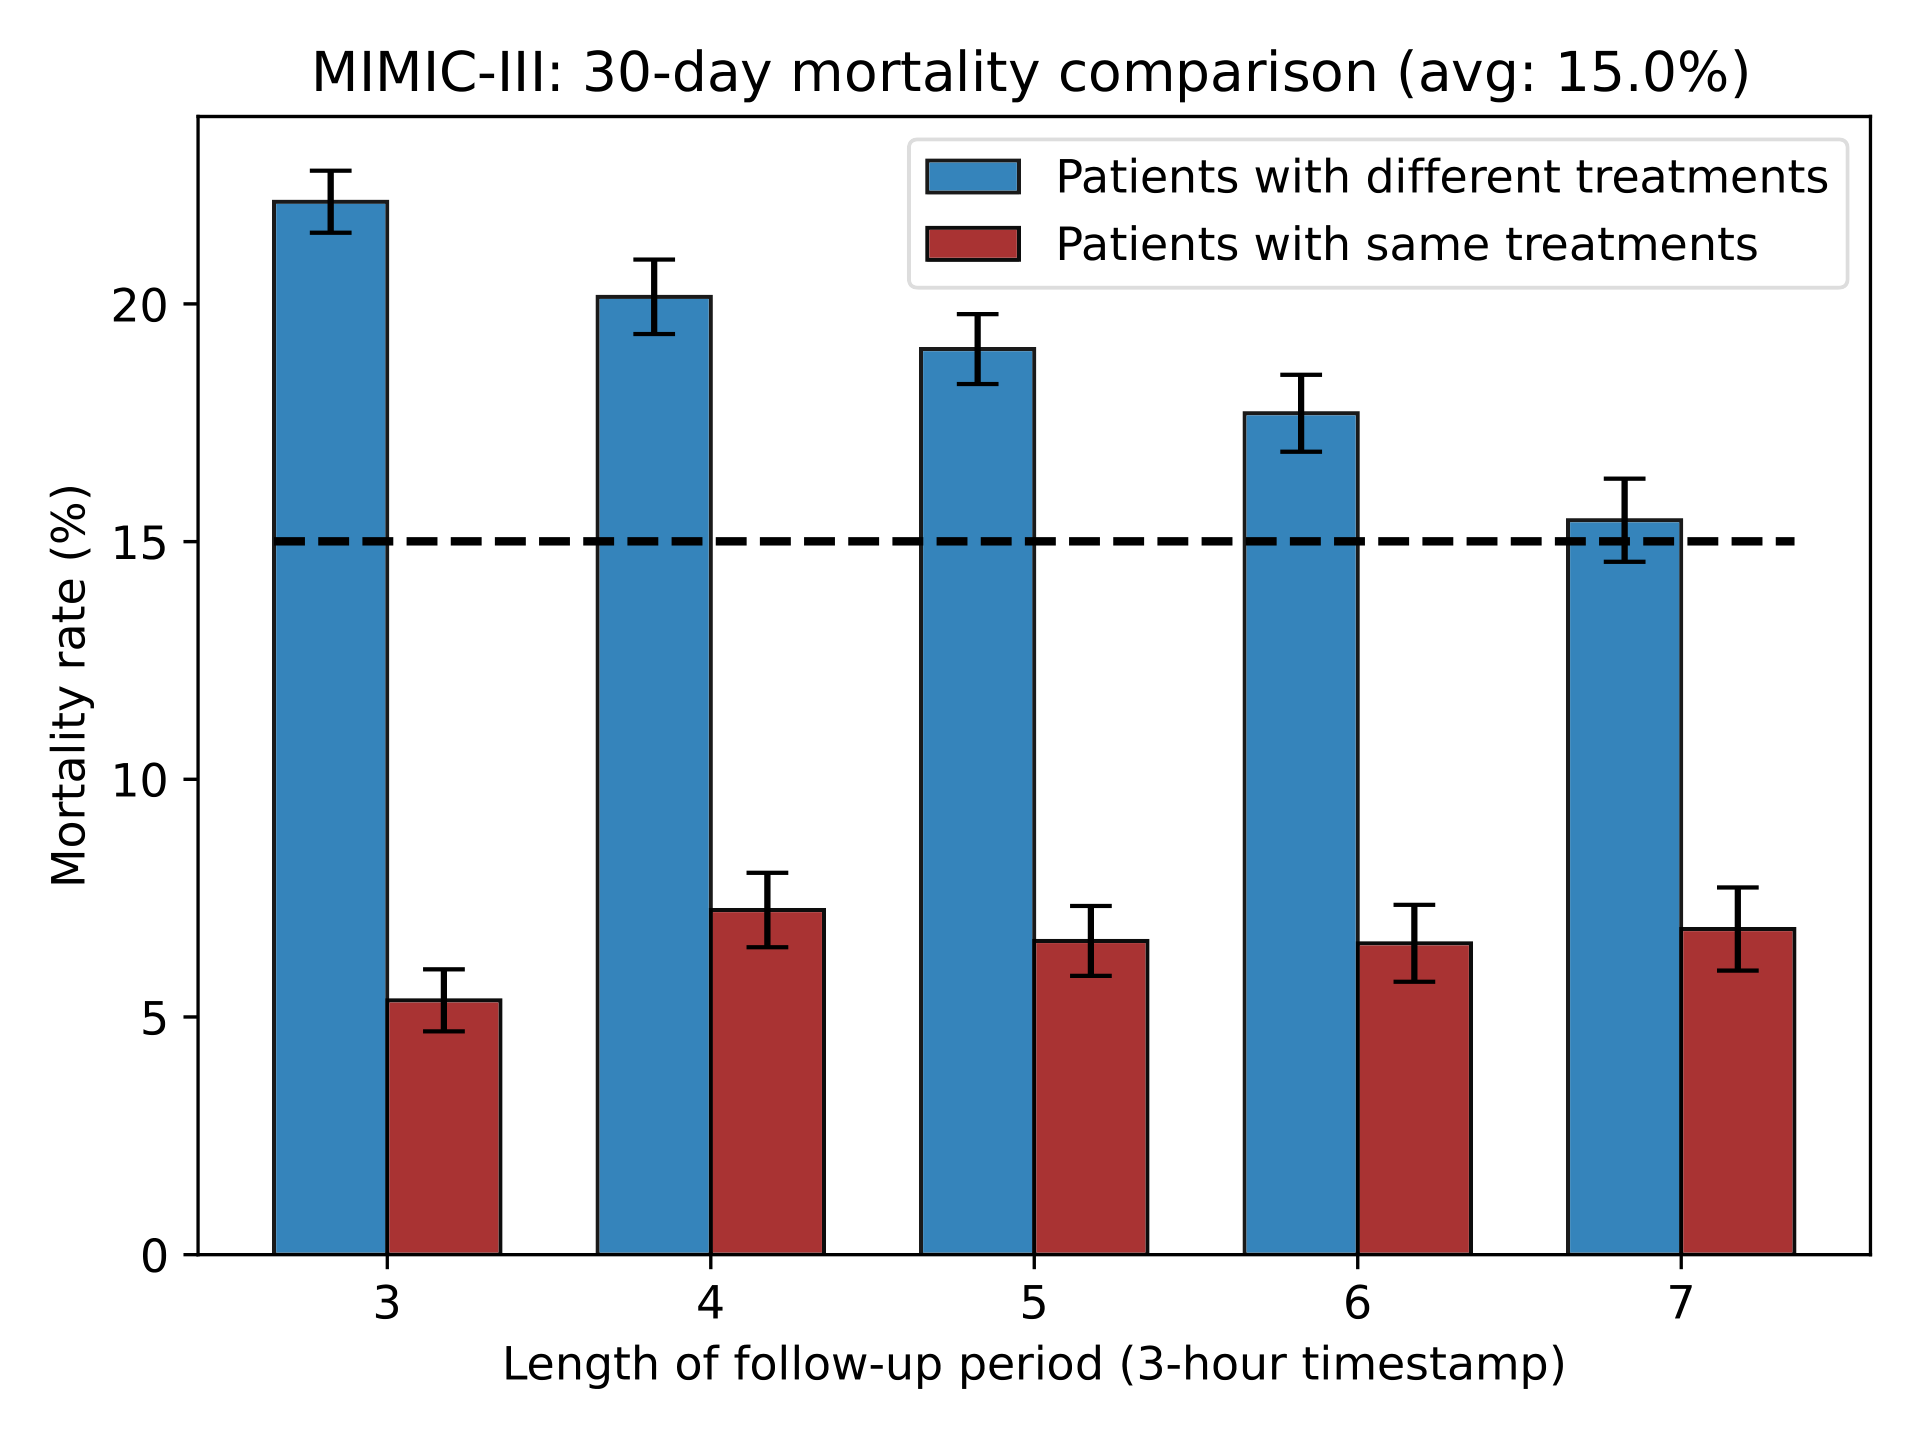 MIMIC-III: 30-day mortality comparison (avg: 15.0%)
Patients with different treatments
Patients with same treatments
Mortality rate (%)
20
15
10
5
0
3 4 5 6 7
Length of follow-up period (3-hour timestamp)